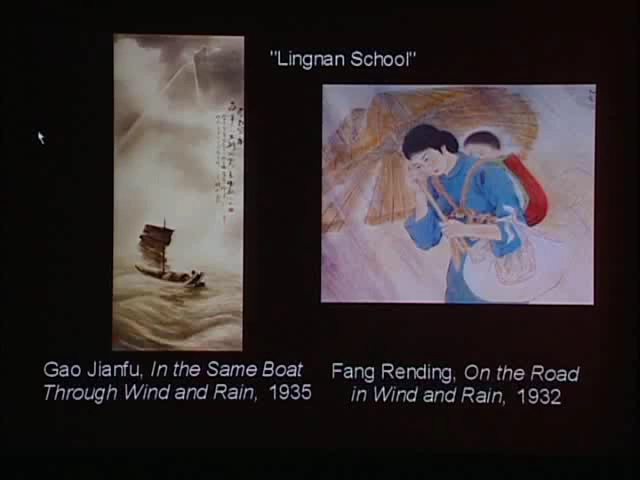 "Lingnan School"
Gao Jianfu, In the Same Boat
Through Wind and Rain, 1935
Fang Rending, On the Road
in Wind and Rain, 1932